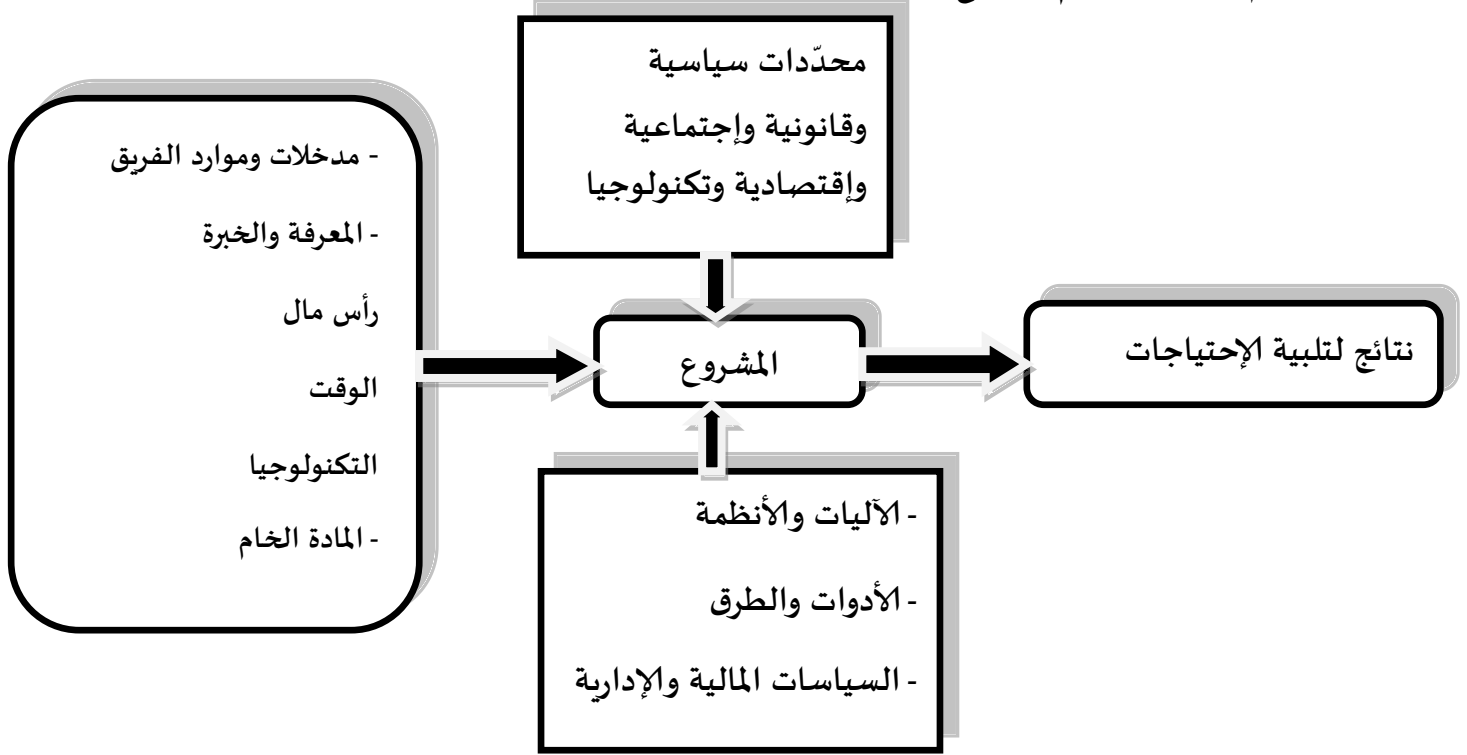 محدّدات سياسية
وقانونية وإجتماعية
وإقتصادية وتكنولوجيا
- مدخلات وموارد الفريق
- المعرفة والخبرة
رأس مال
الوقت
التكنولوجيا
- المادة الخام
المشروع
نتائج لتلبية الإحتياجات
- الآليات والأنظمة
- الأدوات والطرق
- السياسات المالية والإدارية